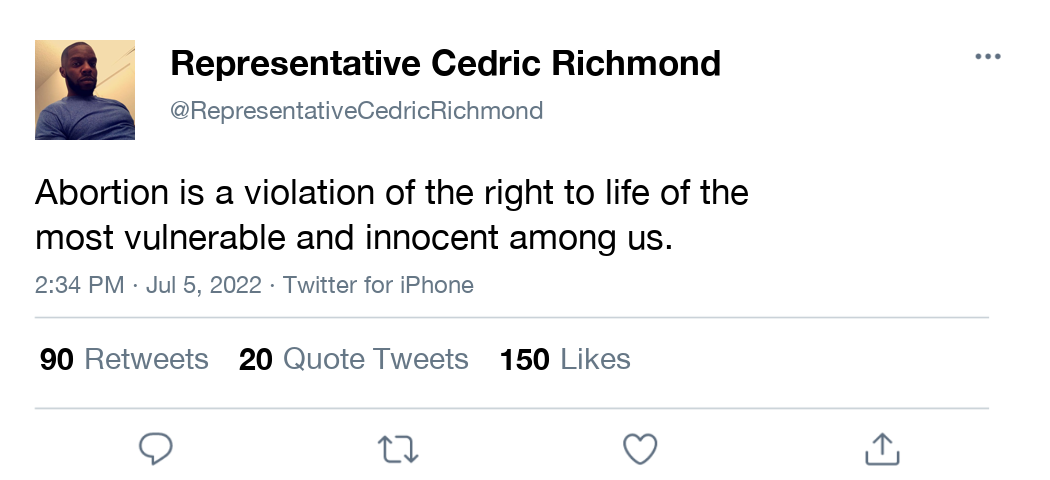 Representative Cedric Richmond
@RepresentativeCedricRichmond
Abortion is a violation of the right to life of the
most vulnerable and innocent among us.
2:34 PM · Jul 5, 2022 · Twitter for iPhone
90 Retweets 20 Quote Tweets 150 Likes